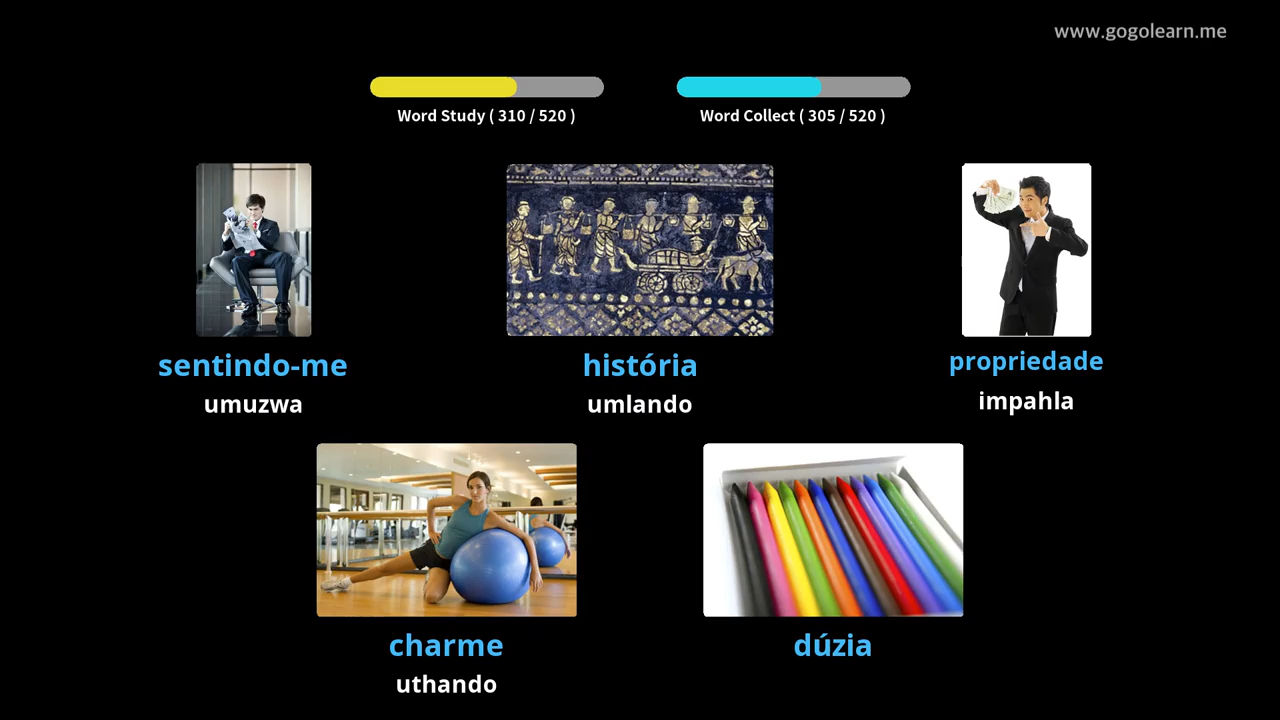 www.gogolearn.me
Word Study ( 310 / 520 )
Word Collect ( 305 / 520 )
sentindo-me
umuzwa
história
umlando
propriedade
impahla
charme
uthando
dúzia